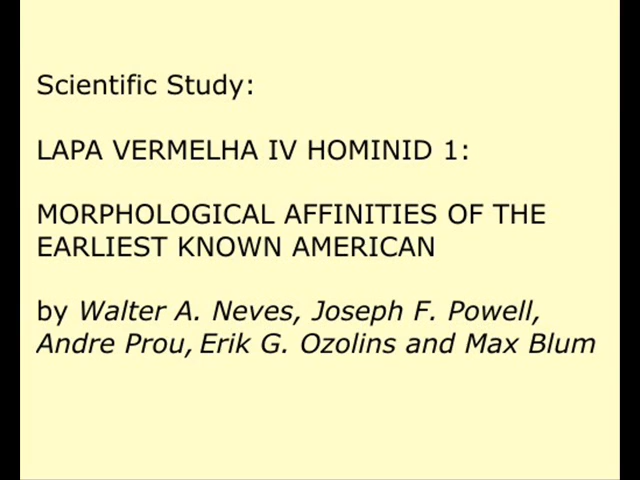 Scientific Study:
LAPA VERMELHA IV HOMINID 1:
MORPHOLOGICAL AFFINITIES OF THE
EARLIEST KNOWN AMERICAN
by Walter A. Neves, Joseph F. Powell,
Andre Prou, Erik G. Ozolins and Max Blum